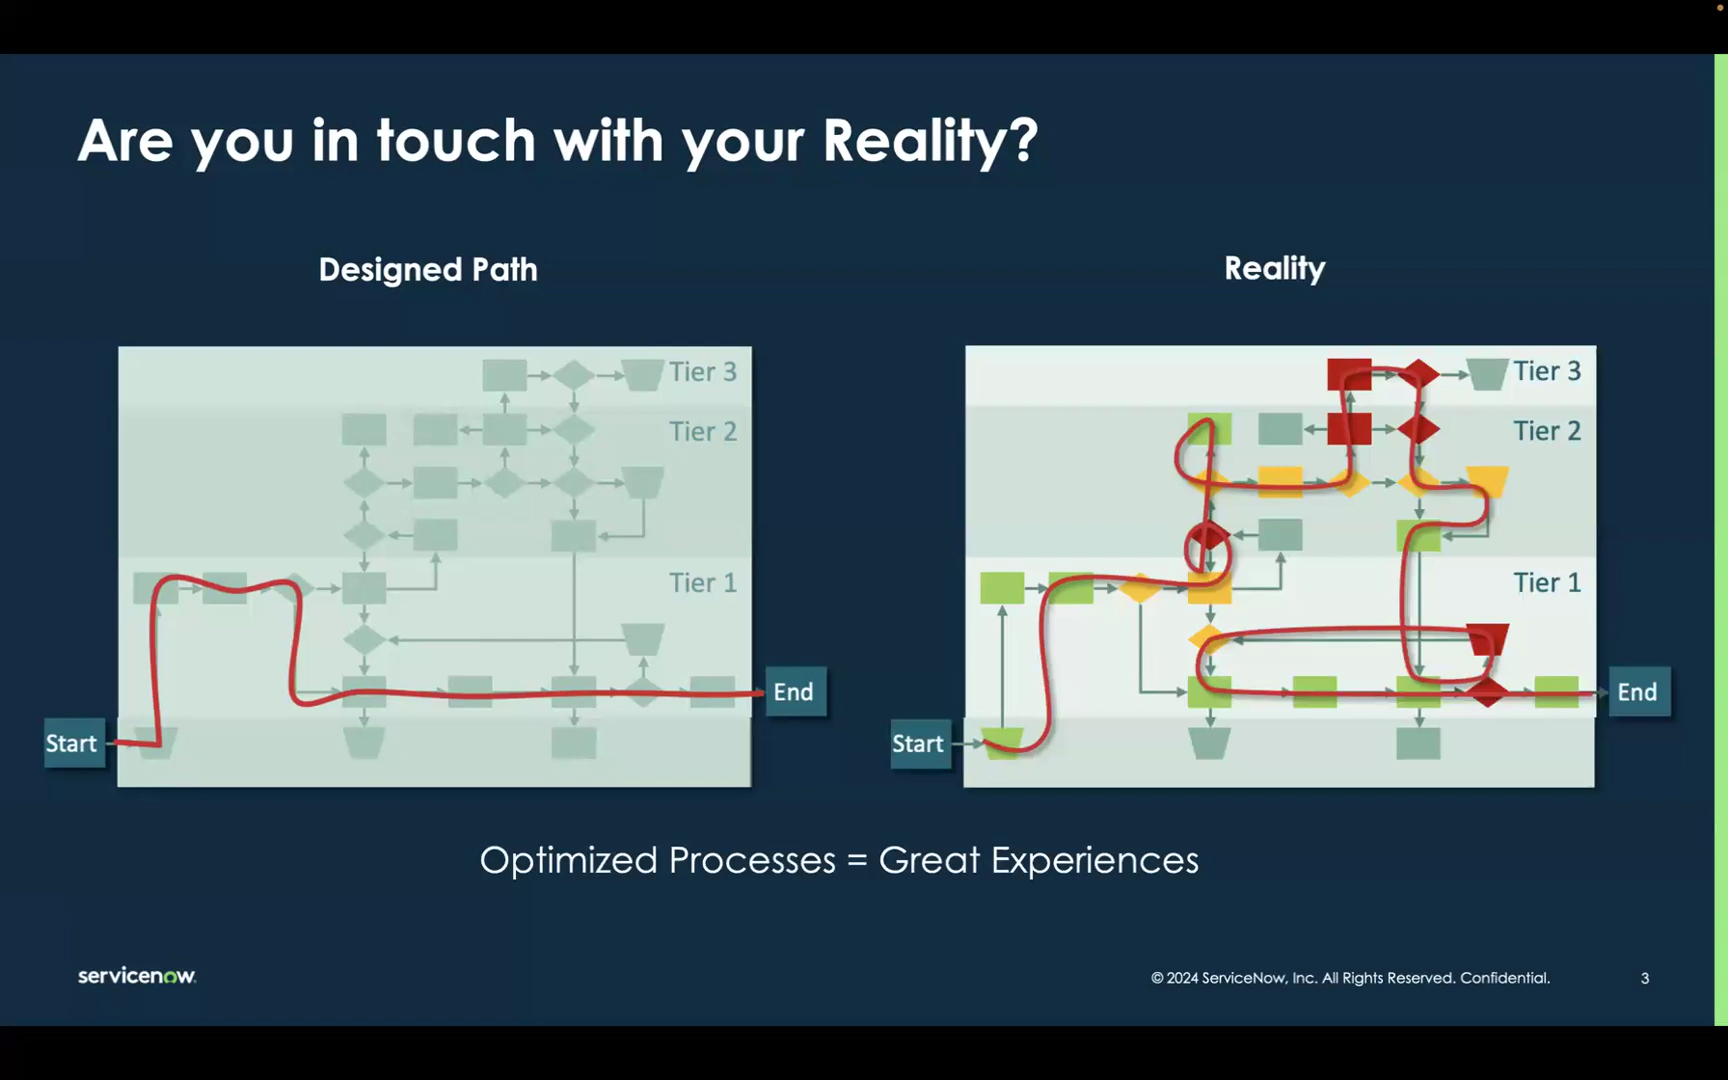 Are you in touch with your Reality?
Designed Path
Reality
Tier 3
Tier 2
Tier 1
Start
End
Tier 3
Tier 2
Tier 1
Start
End
Optimized Processes = Great Experiences
servicenow
© 2024 ServiceNow, Inc. All Rights Reserved. Confidential.
3